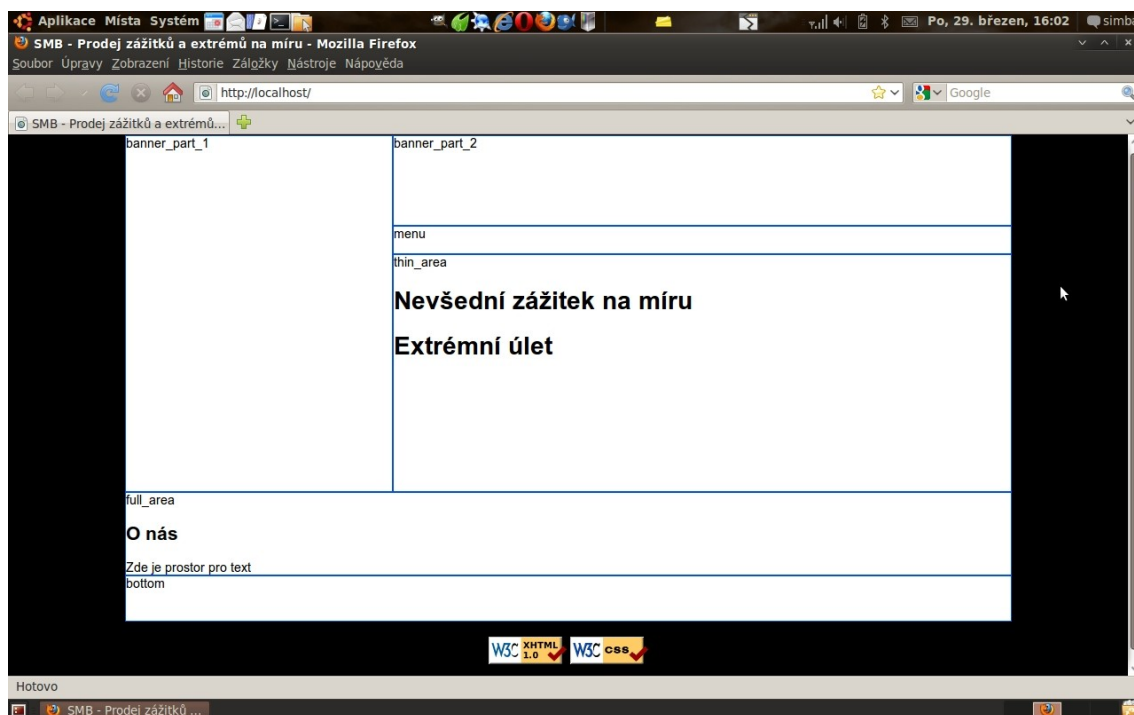 Aplikace Místa Systém
Po, 29. březen, 16:02 simba
SMB - Prodej zážitků a extrémů na míru - Mozilla Firefox
Soubor Úpravy Zobrazení Historie Záložky Nástroje Nápověda
http://localhost/ Google
SMB - Prodej zážitků a extrémů...
banner_part_1 banner_part_2
menu
thin_area
Nevšední zážitek na míru
Extrémní úlet
full_area
O nás
Zde je prostor pro text
bottom
W3C XHTML 1.0 W3C css
Hotovo
SMB - Prodej zážitků ...